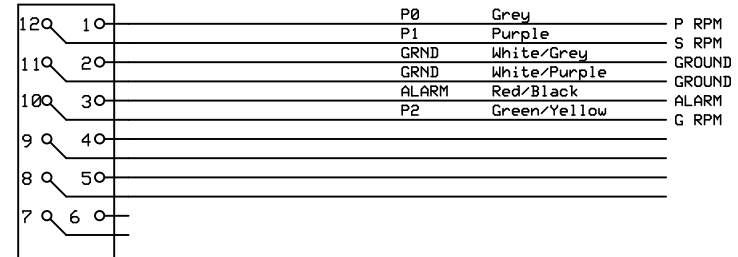 12 1 P0 Grey P RPM
P1 Purple S RPM
11 2 GRND White/Grey GROUND
GRND White/Purple GROUND
10 3 ALARM Red/Black ALARM
P2 Green/Yellow G RPM
9 4
8 5
7 6